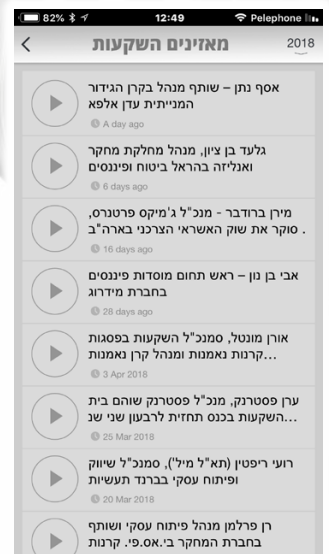 82%
12:49
Pelephone
מאזינים השקעות
2018
אסף נתן – שותף מנהל בקרן הגידור
המנייתית עדן אלפא
A day ago
גלעד בן ציון, מנהל מחלקת מחקר
ואנליזה בהראל ביטוח ופיננסים
6 days ago
מירן ברודבר - מנכ"ל ג'מיקס פרטנרס,
סוקר את שוק האשראי הצרכני בארה"ב .
16 days ago
אבי בן נון – ראש תחום מוסדות פיננסים
בחברת מידרוג
28 days ago
אורן מונטל, סמנכ"ל השקעות בפסגות
קרנות נאמנות ומנהל קרן נאמנות...
3 Apr 2018
ערן פסטרנק, מנכ"ל פסטרנק שוהם בית
השקעות בכנס תחזית לרבעון שני שנ...
25 Mar 2018
רועי ריפטין (תא"ל מיל'), סמנכ"ל שיווק
ופיתוח עסקי בברנד תעשיות
20 Mar 2018
רן פרלמן מנהל פיתוח עסקי ושותף
בחברת המחקר בי.אס.פי. קרנות